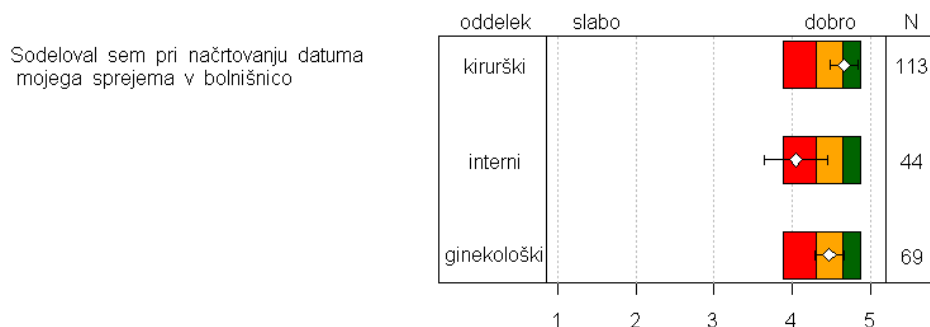 oddelek slabo dobro N
Sodeloval sem pri načrtovanju datuma
mojega sprejema v bolnišnico
kirurški 113
interni 44
ginekološki 69
1 2 3 4 5